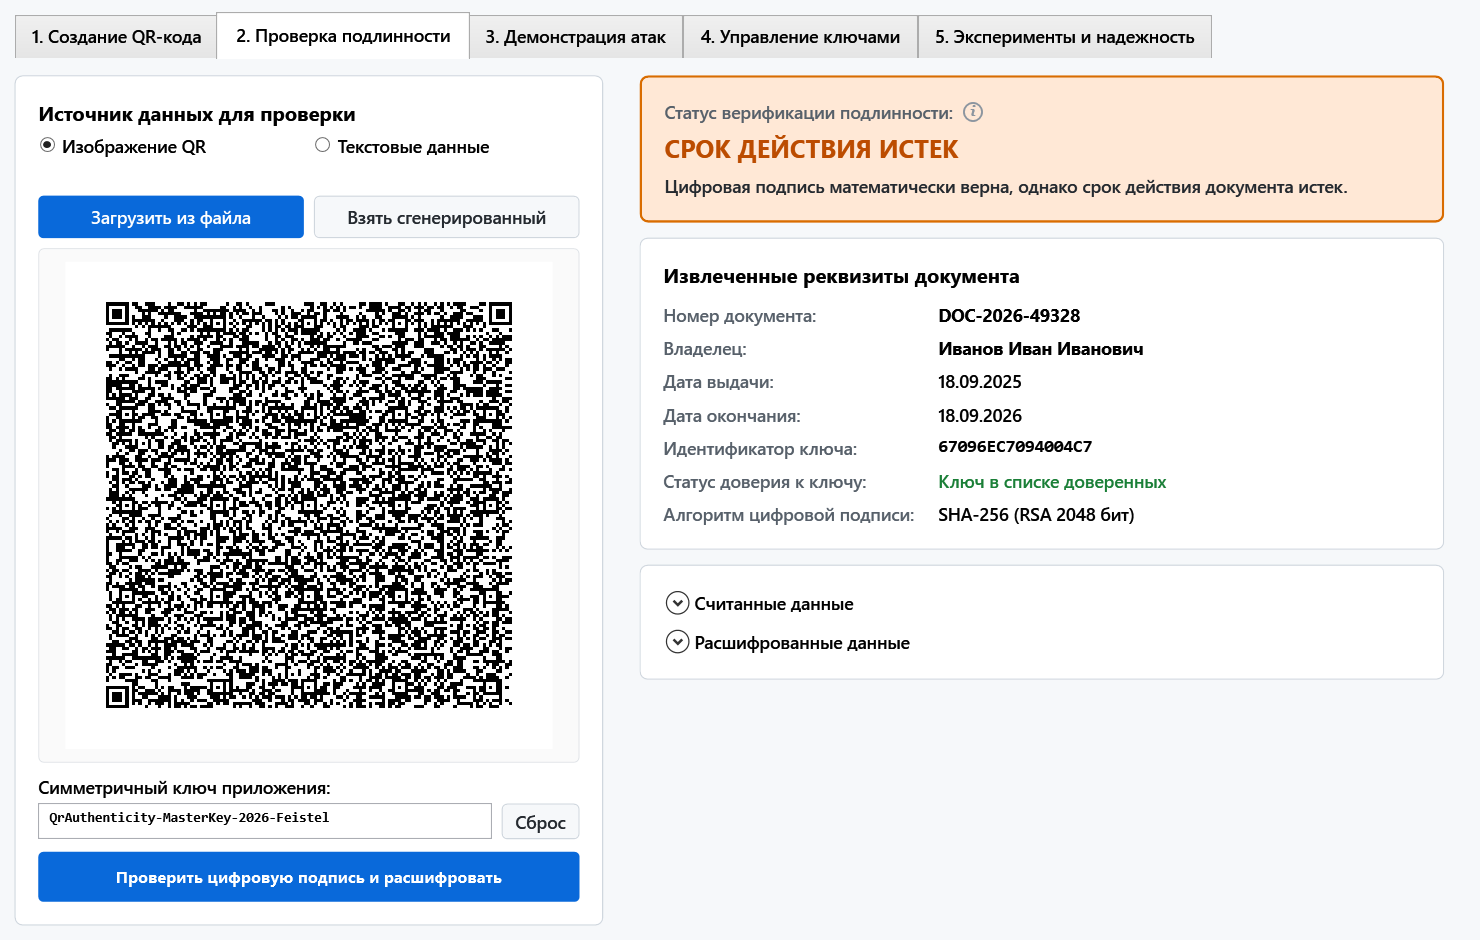 1. Создание QR-кода
2. Проверка подлинности
3. Демонстрация атак
4. Управление ключами
5. Эксперименты и надежность
Источник данных для проверки
Изображение QR
Текстовые данные
Загрузить из файла
Взять сгенерированный
Симметричный ключ приложения:
QrAuthenticity-MasterKey-2026-Feistel
Сброс
Проверить цифровую подпись и расшифровать
Статус верификации подлинности: i
СРОК ДЕЙСТВИЯ ИСТЕК
Цифровая подпись математически верна, однако срок действия документа истек.
Извлеченные реквизиты документа
Номер документа: DOC-2026-49328
Владелец: Иванов Иван Иванович
Дата выдачи: 18.09.2025
Дата окончания: 18.09.2026
Идентификатор ключа: 67096EC7094004C7
Статус доверия к ключу: Ключ в списке доверенных
Алгоритм цифровой подписи: SHA-256 (RSA 2048 бит)
Считанные данные
Расшифрованные данные